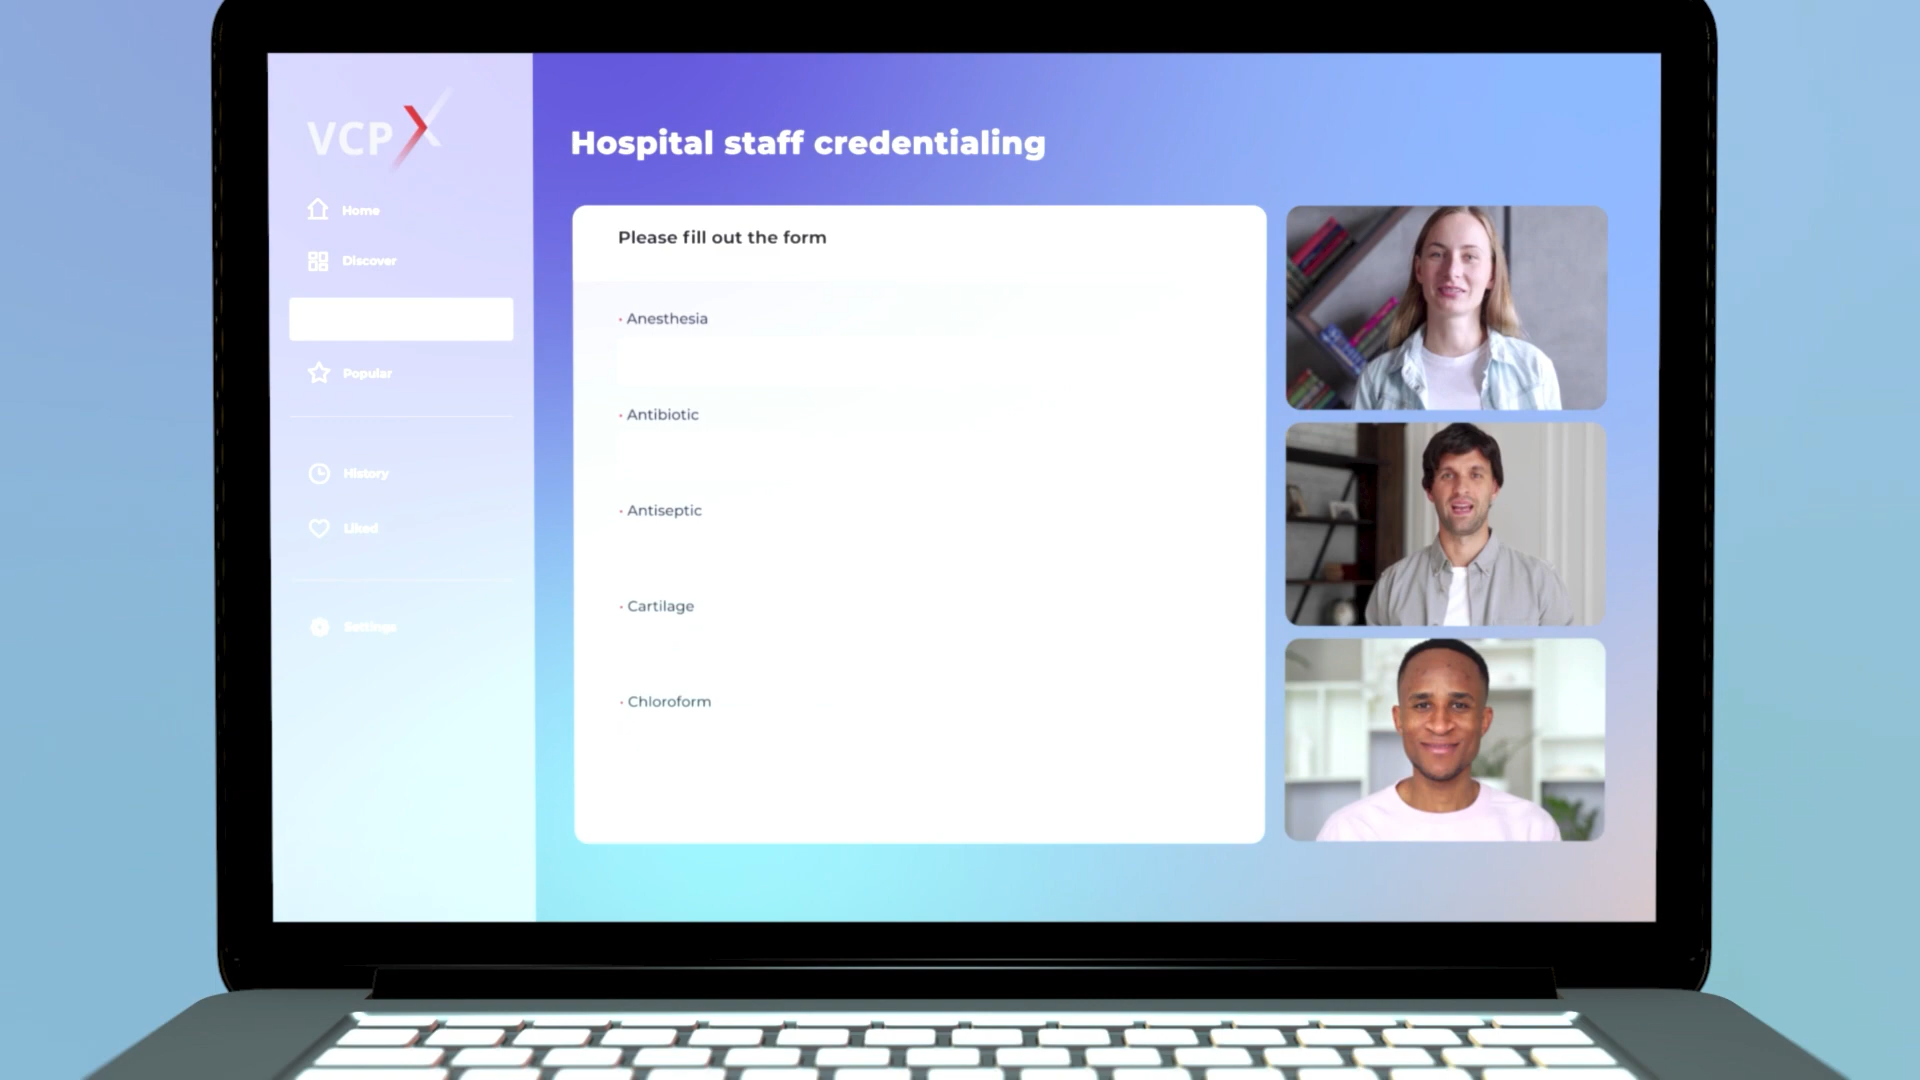 VCPX
Home
Discover
Popular
History
Liked
Settings
Hospital staff credentialing
Please fill out the form
• Anesthesia
• Antibiotic
• Antiseptic
• Cartilage
• Chloroform